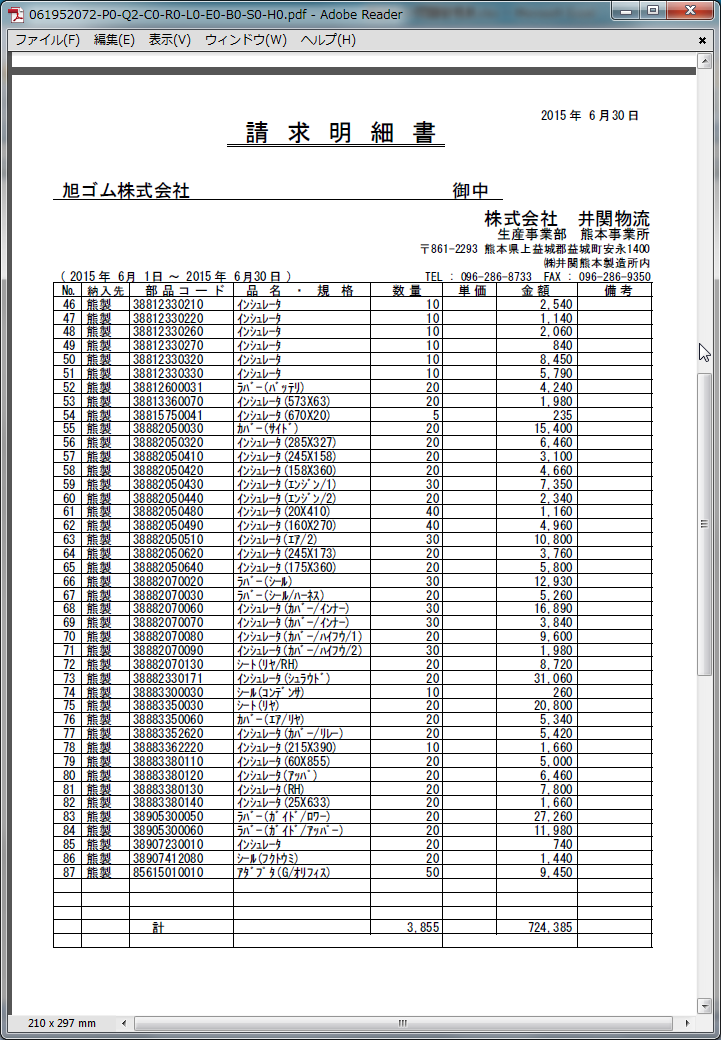 061952072-P0-Q2-C0-R0-L0-E0-B0-S0-H0.pdf - Adobe Reader
ファイル(F) 編集(E) 表示(V) ウィンドウ(W) ヘルプ(H)
2015 年 6 月 30 日
請 求 明 細 書
旭ゴム株式会社 御中
株式会社 井関物流
生産事業部 熊本事業所
〒861-2293 熊本県上益城郡益城町安永1400
㈱井関熊本製造所内
( 2015 年 6月 1日 ～ 2015 年 6月30 日 ) TEL : 096-286-8733 FAX : 096-286-9350
№ 納入先 部 品 コ ー ド 品 名 ・ 規 格 数 量 単 価 金 額 備 考
46 熊製 38812330210 ｲﾝｼｭﾚｰﾀ 10 2,540
47 熊製 38812330220 ｲﾝｼｭﾚｰﾀ 10 1,140
48 熊製 38812330260 ｲﾝｼｭﾚｰﾀ 10 2,060
49 熊製 38812330270 ｲﾝｼｭﾚｰﾀ 10 840
50 熊製 38812330320 ｲﾝｼｭﾚｰﾀ 10 8,450
51 熊製 38812330330 ｲﾝｼｭﾚｰﾀ 10 5,790
52 熊製 38812600031 ﾗﾊﾞｰ(ﾊﾞｯﾃﾘ) 20 4,240
53 熊製 38813360070 ｲﾝｼｭﾚｰﾀ(573X63) 20 1,980
54 熊製 38815750041 ｲﾝｼｭﾚｰﾀ(670X20) 5 235
55 熊製 38882050030 ｶﾊﾞｰ(ｻｲﾄﾞ) 20 15,400
56 熊製 38882050320 ｲﾝｼｭﾚｰﾀ(285X327) 20 6,460
57 熊製 38882050410 ｲﾝｼｭﾚｰﾀ(245X158) 20 3,100
58 熊製 38882050420 ｲﾝｼｭﾚｰﾀ(158X360) 20 4,660
59 熊製 38882050430 ｲﾝｼｭﾚｰﾀ(ｴﾝｼﾞﾝ/1) 30 7,350
60 熊製 38882050440 ｲﾝｼｭﾚｰﾀ(ｴﾝｼﾞﾝ/2) 20 2,340
61 熊製 38882050480 ｲﾝｼｭﾚｰﾀ(20X410) 40 1,160
62 熊製 38882050490 ｲﾝｼｭﾚｰﾀ(160X270) 40 4,960
63 熊製 38882050510 ｲﾝｼｭﾚｰﾀ(ｴｱ/2) 30 10,800
64 熊製 38882050620 ｲﾝｼｭﾚｰﾀ(245X173) 20 3,760
65 熊製 38882050640 ｲﾝｼｭﾚｰﾀ(175X360) 20 5,800
66 熊製 38882070020 ﾗﾊﾞｰ(ｼｰﾙ) 30 12,930
67 熊製 38882070030 ﾗﾊﾞｰ(ｼｰﾙ/ﾊｰﾈｽ) 20 5,260
68 熊製 38882070060 ｲﾝｼｭﾚｰﾀ(ｶﾊﾞｰ/ｲﾝﾅｰ) 30 16,890
69 熊製 38882070070 ｲﾝｼｭﾚｰﾀ(ｶﾊﾞｰ/ｲﾝﾅｰ) 30 3,840
70 熊製 38882070080 ｲﾝｼｭﾚｰﾀ(ｶﾊﾞｰ/ﾊｲﾌｳ/1) 20 9,600
71 熊製 38882070090 ｲﾝｼｭﾚｰﾀ(ｶﾊﾞｰ/ﾊｲﾌｳ/2) 30 1,980
72 熊製 38882070130 ｼｰﾄ(ﾘﾔ/RH) 20 8,720
73 熊製 38882330171 ｲﾝｼｭﾚｰﾀ(ｼｭﾗｳﾄﾞ) 20 31,060
74 熊製 38883300030 ｼｰﾙ(ｺﾝﾃﾞﾝｻ) 10 260
75 熊製 38883350030 ｼｰﾄ(ﾘﾔ) 20 20,800
76 熊製 38883350060 ｶﾊﾞｰ(ｴｱ/ﾘﾔ) 20 5,340
77 熊製 38883352620 ｲﾝｼｭﾚｰﾀ(ｶﾊﾞｰ/ﾘﾚｰ) 20 5,420
78 熊製 38883362220 ｲﾝｼｭﾚｰﾀ(215X390) 10 1,660
79 熊製 38883380110 ｲﾝｼｭﾚｰﾀ(60X855) 20 5,000
80 熊製 38883380120 ｲﾝｼｭﾚｰﾀ(ｱｯﾊﾟ) 20 6,460
81 熊製 38883380130 ｲﾝｼｭﾚｰﾀ(RH) 20 7,800
82 熊製 38883380140 ｲﾝｼｭﾚｰﾀ(25X633) 20 1,660
83 熊製 38905300050 ﾗﾊﾞｰ(ｶﾞｲﾄﾞ/ﾛﾜｰ) 20 27,260
84 熊製 38905300060 ﾗﾊﾞｰ(ｶﾞｲﾄﾞ/ｱｯﾊﾟｰ) 20 11,980
85 熊製 38907230010 ｲﾝｼｭﾚｰﾀ 20 740
86 熊製 38907412080 ｼｰﾙ(ﾌｸﾄｳﾐ) 20 1,440
87 熊製 85615010010 ｱﾀﾞﾌﾟﾀ(G/ｵﾘﾌｨｽ) 50 9,450
計 3,855 724,385
210 x 297 mm